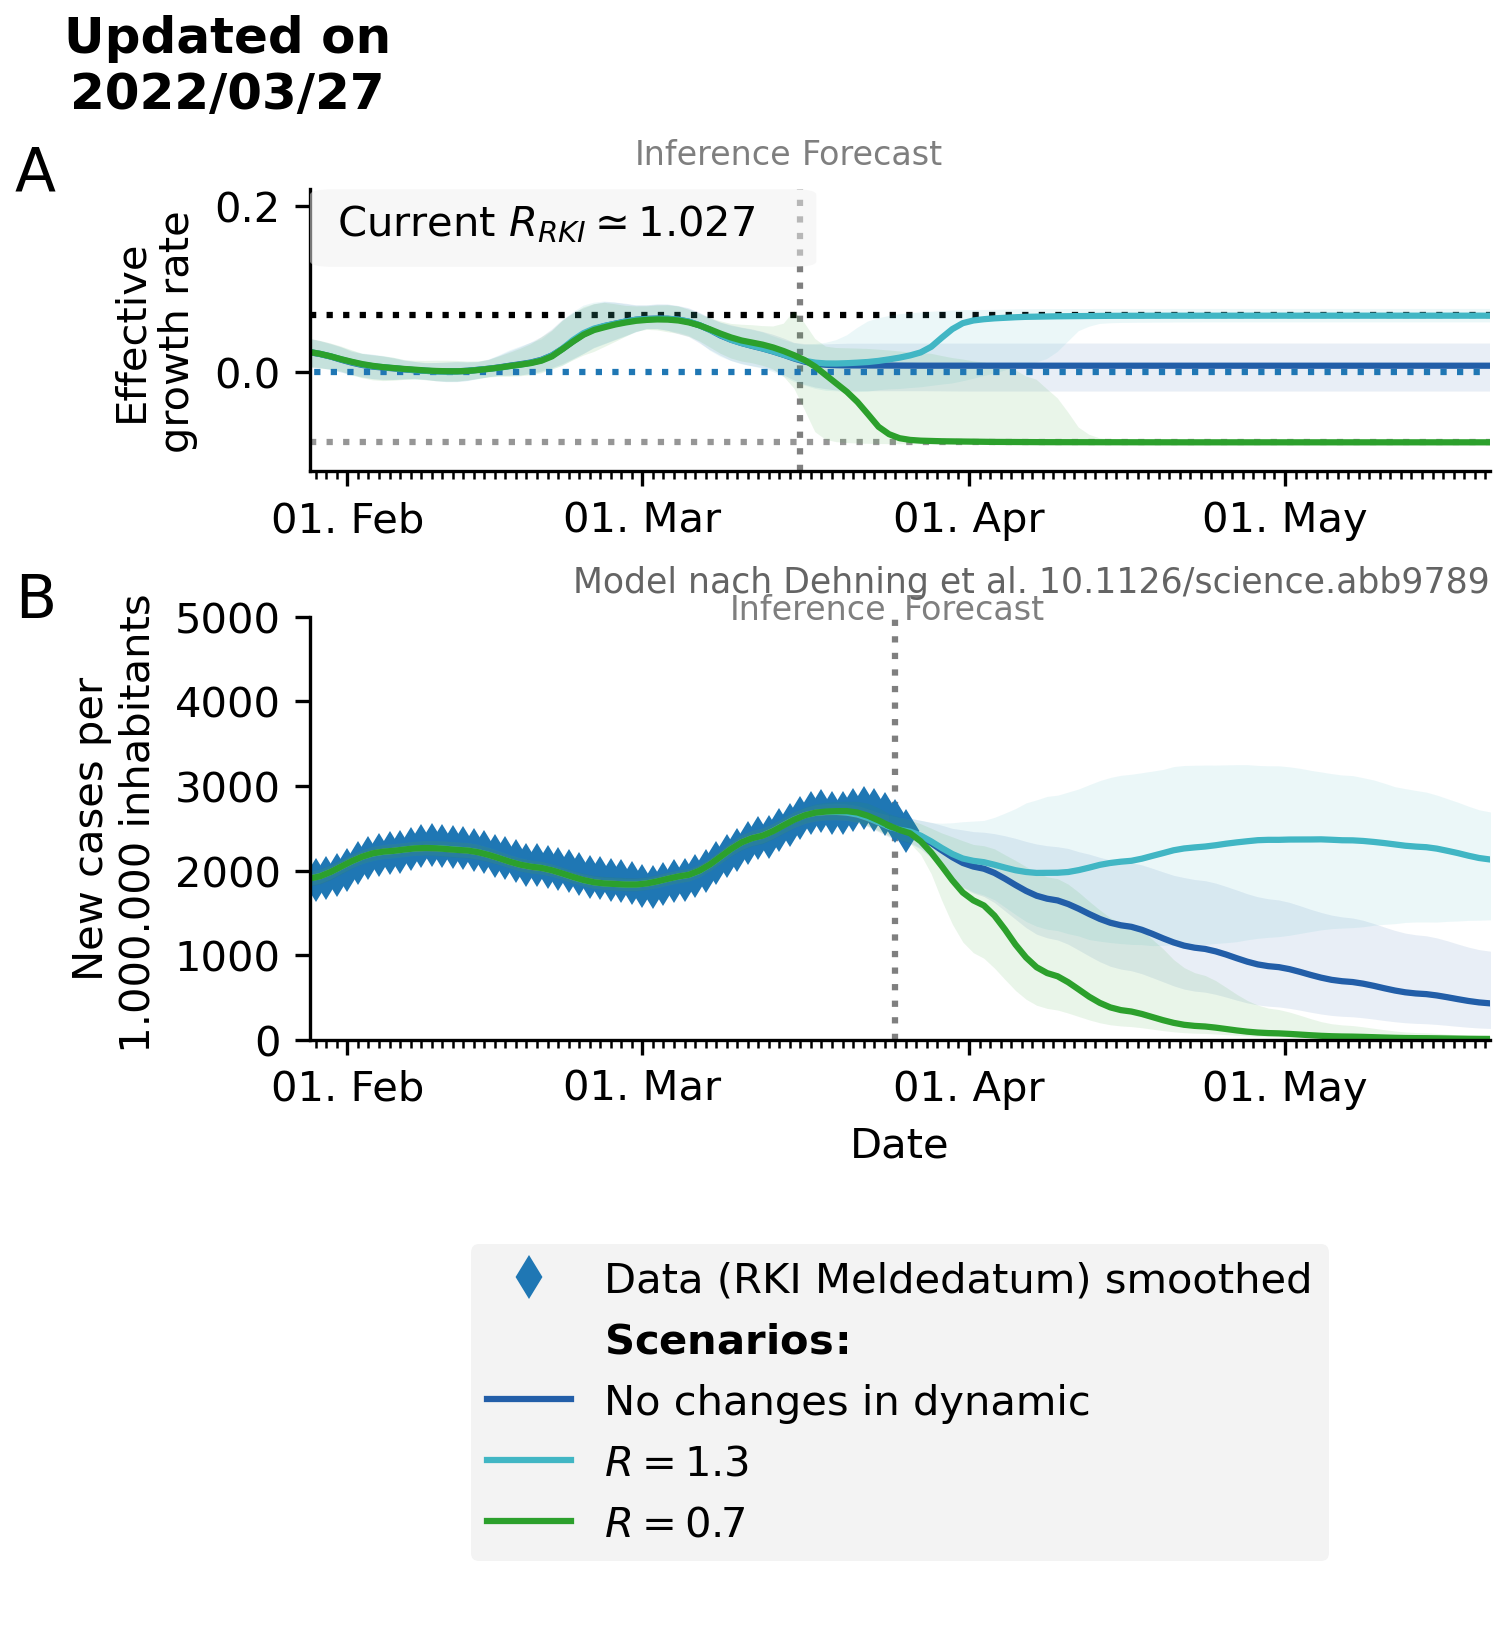 Updated on
2022/03/27
A
Inference Forecast
Current R_RKI ≃ 1.027
Effective
growth rate
0.2
0.0
01. Feb 01. Mar 01. Apr 01. May
B
Model nach Dehning et al. 10.1126/science.abb9789
Inference Forecast
New cases per
1.000.000 inhabitants
5000
4000
3000
2000
1000
0
01. Feb 01. Mar 01. Apr 01. May
Date
Data (RKI Meldedatum) smoothed
Scenarios:
No changes in dynamic
R = 1.3
R = 0.7